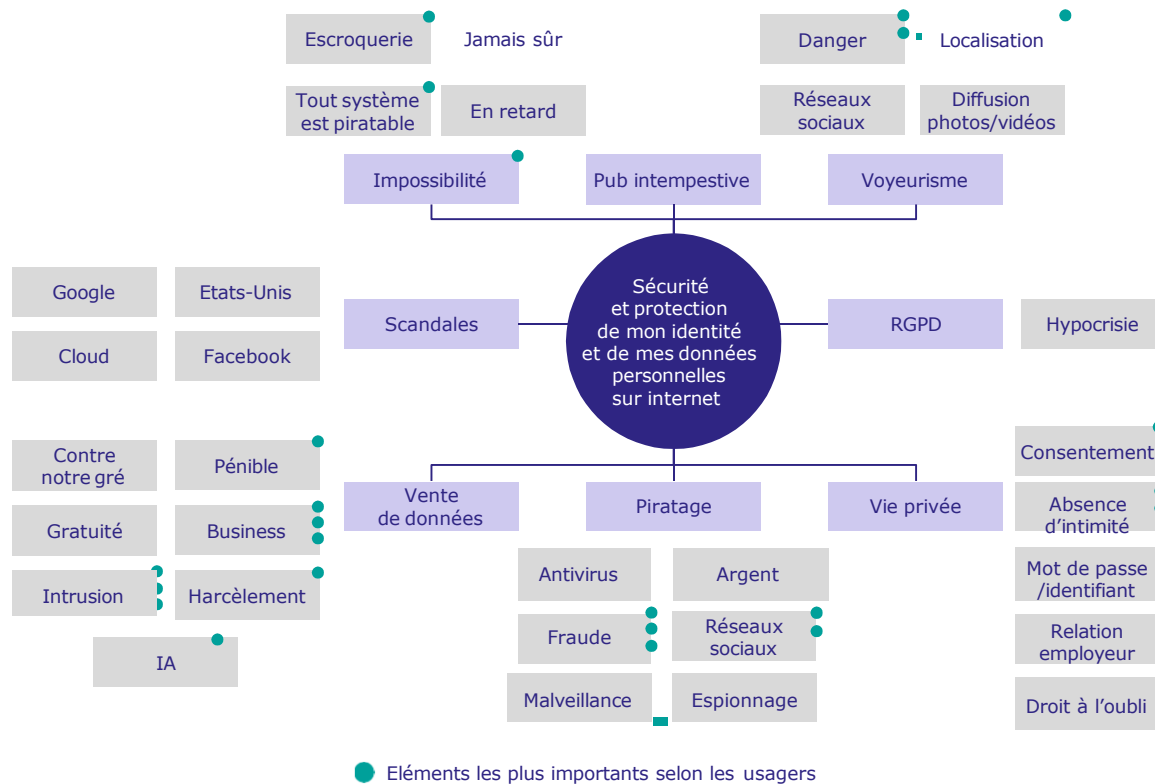 Escroquerie
Jamais sûr
Danger
Localisation
Tout système
est piratable
En retard
Réseaux
sociaux
Diffusion
photos/vidéos
Impossibilité
Pub intempestive
Voyeurisme
Google
Etats-Unis
Cloud
Facebook
Scandales
Sécurité
et protection
de mon identité
et de mes données
personnelles
sur internet
RGPD
Hypocrisie
Contre
notre gré
Pénible
Gratuité
Business
Intrusion
Harcèlement
IA
Vente
de données
Piratage
Vie privée
Antivirus
Argent
Fraude
Réseaux
sociaux
Malveillance
Espionnage
Consentement
Absence
d’intimité
Mot de passe
/identifiant
Relation
employeur
Droit à l’oubli
Eléments les plus importants selon les usagers